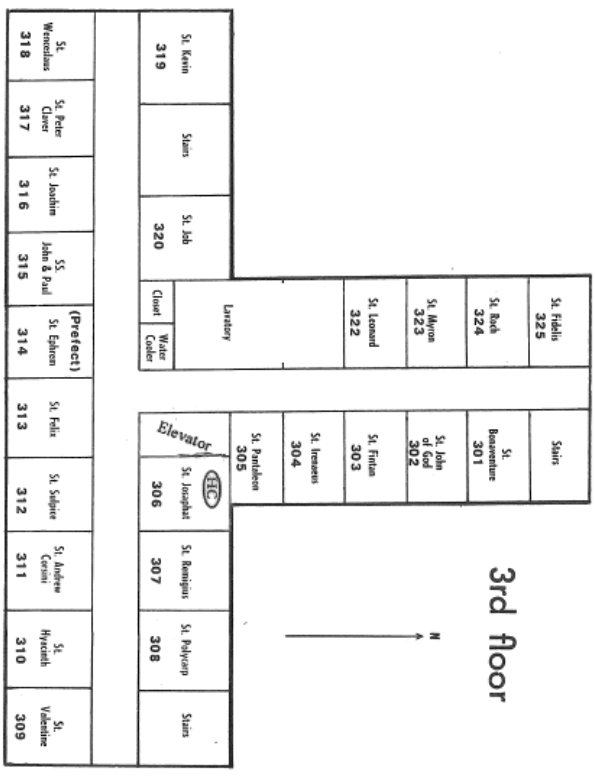 3rd floor
N
St.
Wenceslaus
318
St. Peter
Claver
317
St. Joachim
316
SS.
John & Paul
315
(Prefect)
St. Ephrem
314
St. Felix
313
St. Sulpice
312
St. Andrew
Corsini
311
St.
Hyacinth
310
St.
Valentine
309
St. Kevin
319
Stairs
St. Job
320
Closet
Water
Cooler
Lavatory
St. Leonard
322
St. Myron
323
St. Roch
324
St. Fidelis
325
Elevator
HC
St. Josaphat
306
St. Remigius
307
St. Polycarp
308
Stairs
St. Pantaleon
305
St. Irenaeus
304
St. Fintan
303
St. John
of God
302
St.
Bonaventure
301
Stairs